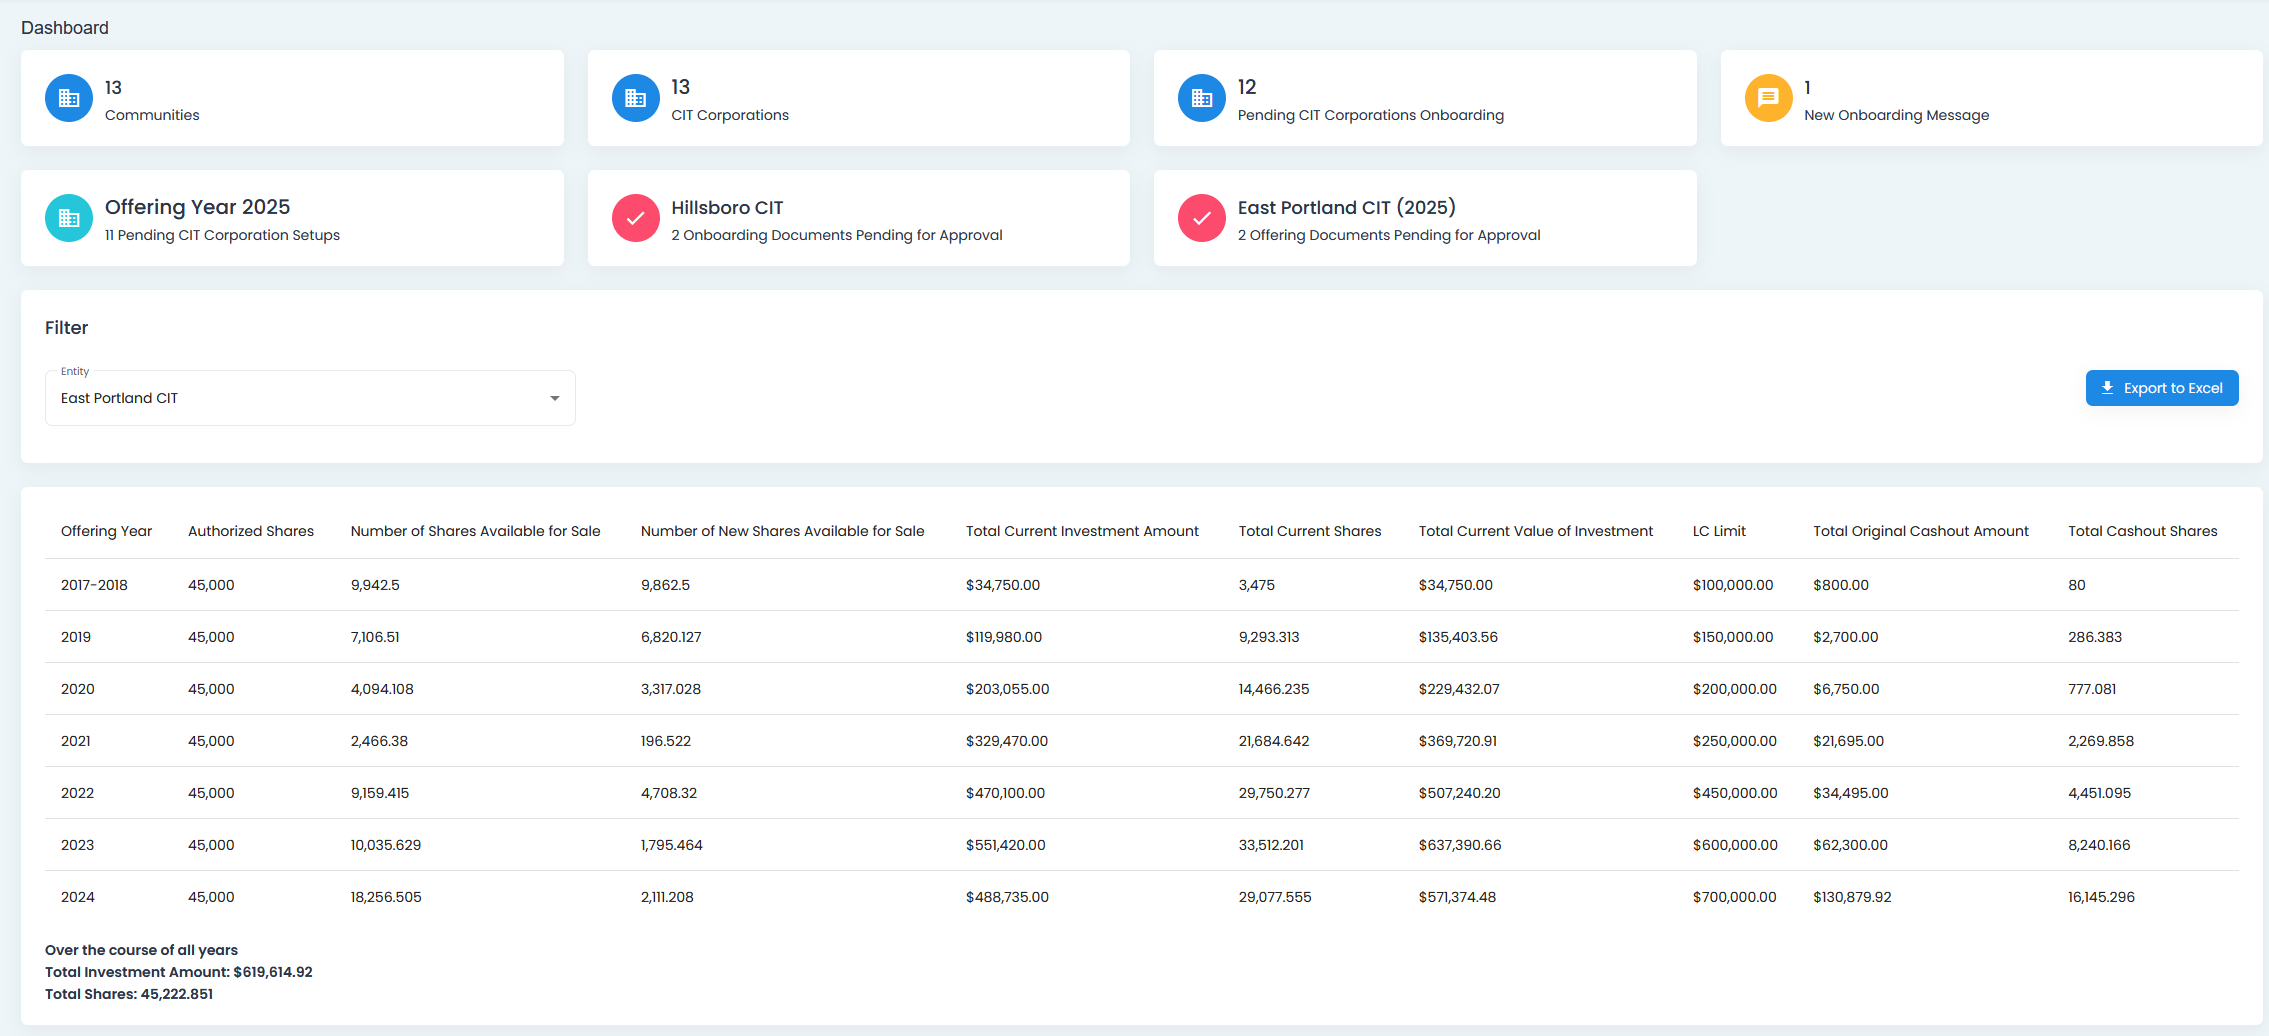 Dashboard
13
Communities
13
CIT Corporations
12
Pending CIT Corporations Onboarding
1
New Onboarding Message
Offering Year 2025
11 Pending CIT Corporation Setups
Hillsboro CIT
2 Onboarding Documents Pending for Approval
East Portland CIT (2025)
2 Offering Documents Pending for Approval
Filter
Entity
East Portland CIT
Export to Excel
Offering Year Authorized Shares Number of Shares Available for Sale Number of New Shares Available for Sale Total Current Investment Amount Total Current Shares Total Current Value of Investment LC Limit Total Original Cashout Amount Total Cashout Shares
2017-2018 45,000 9,942.5 9,862.5 $34,750.00 3,475 $34,750.00 $100,000.00 $800.00 80
2019 45,000 7,106.51 6,820.127 $119,980.00 9,293.313 $135,403.56 $150,000.00 $2,700.00 286.383
2020 45,000 4,094.108 3,317.028 $203,055.00 14,466.235 $229,432.07 $200,000.00 $6,750.00 777.081
2021 45,000 2,466.38 196.522 $329,470.00 21,684.642 $369,720.91 $250,000.00 $21,695.00 2,269.858
2022 45,000 9,159.415 4,708.32 $470,100.00 29,750.277 $507,240.20 $450,000.00 $34,495.00 4,451.095
2023 45,000 10,035.629 1,795.464 $551,420.00 33,512.201 $637,390.66 $600,000.00 $62,300.00 8,240.166
2024 45,000 18,256.505 2,111.208 $488,735.00 29,077.555 $571,374.48 $700,000.00 $130,879.92 16,145.296
Over the course of all years
Total Investment Amount: $619,614.92
Total Shares: 45,222.851